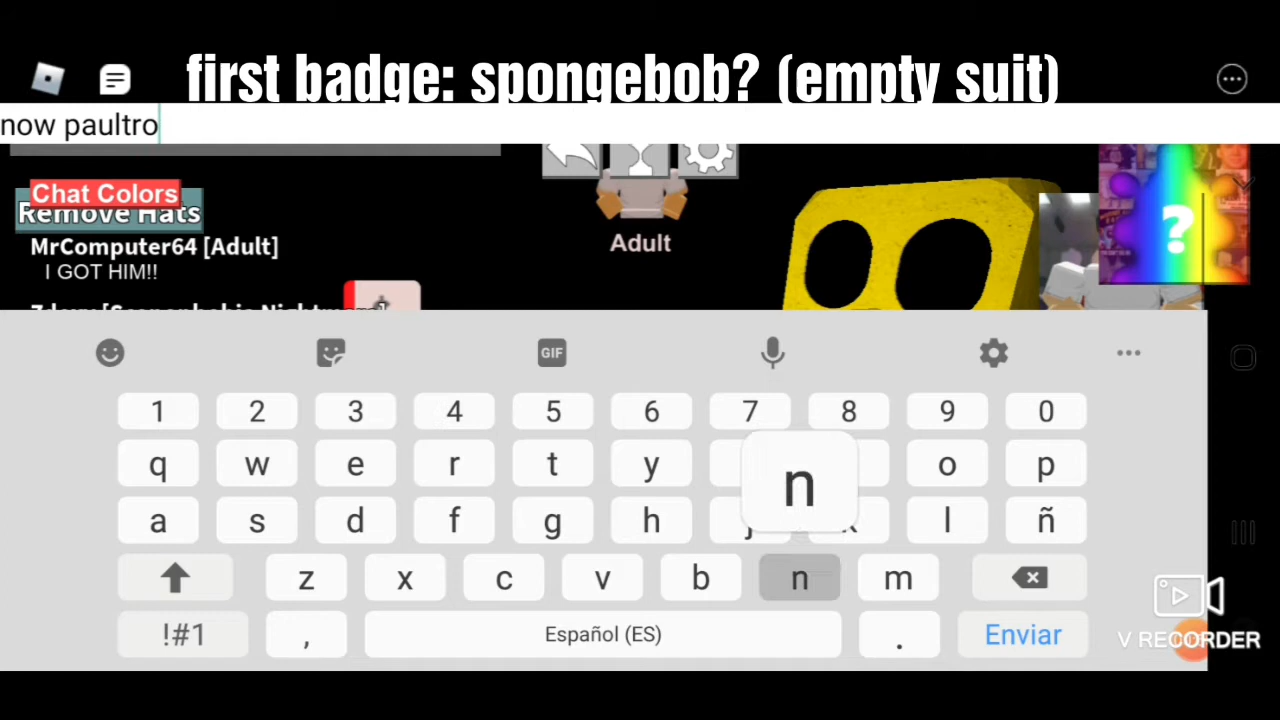 first badge: spongebob? (empty suit)
now paultro
Chat Colors
Remove Hats
MrComputer64 [Adult]
I GOT HIM!!
Adult
?
GIF
1 2 3 4 5 6 7 8 9 0
q w e r t y o p
n
a s d f g h j l ñ
z x c v b n m
!#1 , Español (ES) . Enviar
V RECORDER